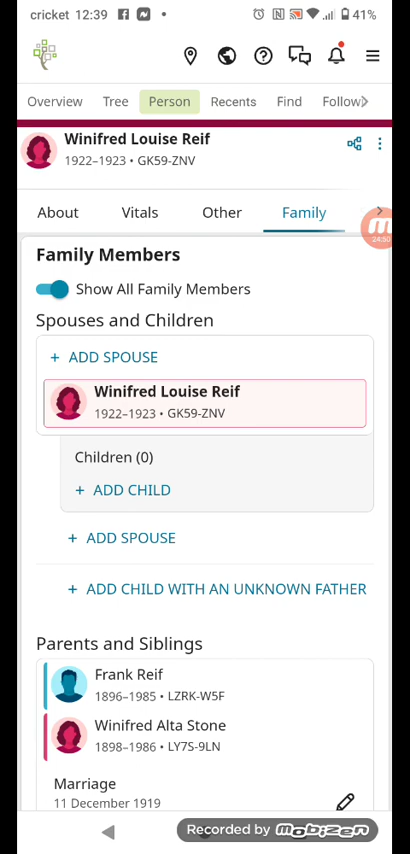 cricket 12:39 41%
Overview Tree Person Recents Find Follow
Winifred Louise Reif
1922–1923 • GK59-ZNV
About Vitals Other Family
24:50
Family Members
Show All Family Members
Spouses and Children
+ ADD SPOUSE
Winifred Louise Reif
1922–1923 • GK59-ZNV
Children (0)
+ ADD CHILD
+ ADD SPOUSE
+ ADD CHILD WITH AN UNKNOWN FATHER
Parents and Siblings
Frank Reif
1896–1985 • LZRK-W5F
Winifred Alta Stone
1898–1986 • LY7S-9LN
Marriage
11 December 1919
Recorded by mobizen